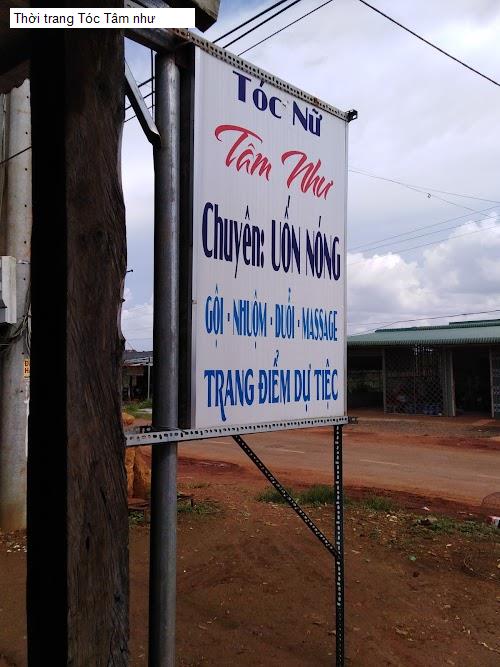 Thời trang Tóc Tâm như
Tóc Nữ
Tâm Như
Chuyên: UỐN NÓNG
GỘI · NHUỘM · DUỖI · MASSAGE
TRANG ĐIỂM DỰ TIỆC